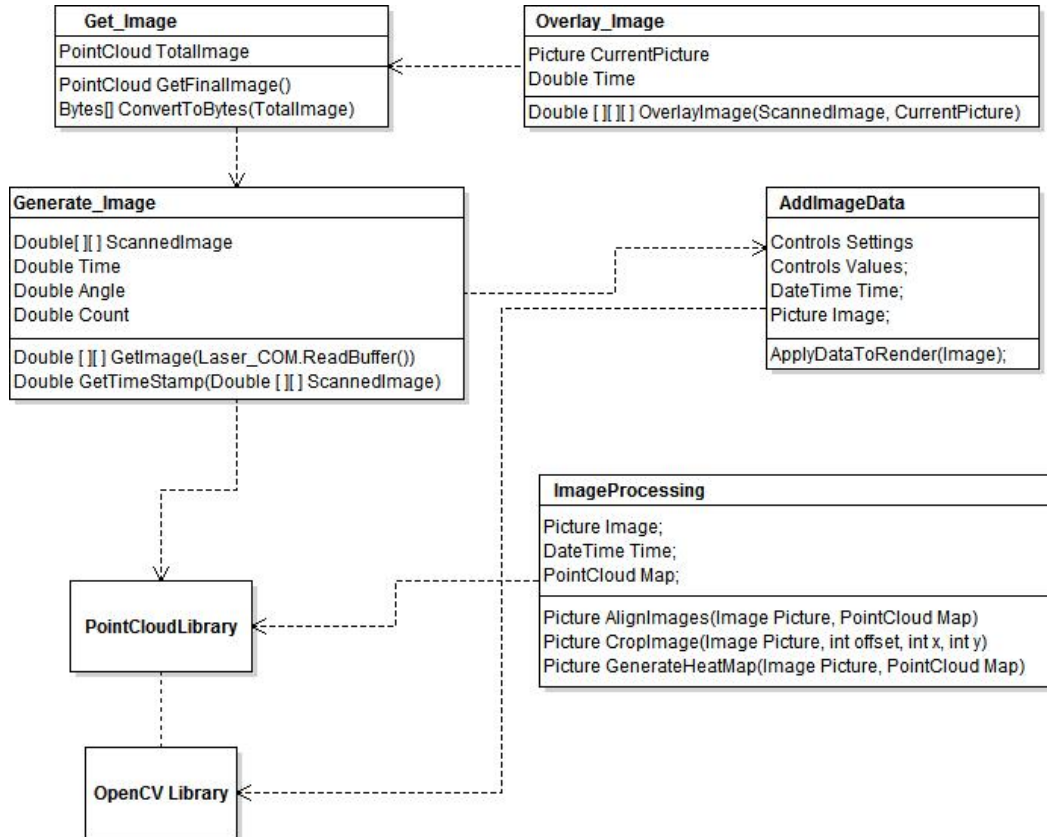 Get_Image
PointCloud TotalImage
PointCloud GetFinalImage()
Bytes[] ConvertToBytes(TotalImage)
Overlay_Image
Picture CurrentPicture
Double Time
Double [ ][ ][ ] OverlayImage(ScannedImage, CurrentPicture)
Generate_Image
Double[ ][ ] ScannedImage
Double Time
Double Angle
Double Count
Double [ ][ ] GetImage(Laser_COM.ReadBuffer())
Double GetTimeStamp(Double [ ][ ] ScannedImage)
AddImageData
Controls Settings
Controls Values;
DateTime Time;
Picture Image;
ApplyDataToRender(Image);
ImageProcessing
Picture Image;
DateTime Time;
PointCloud Map;
Picture AlignImages(Image Picture, PointCloud Map)
Picture CropImage(Image Picture, int offset, int x, int y)
Picture GenerateHeatMap(Image Picture, PointCloud Map)
PointCloudLibrary
OpenCV Library